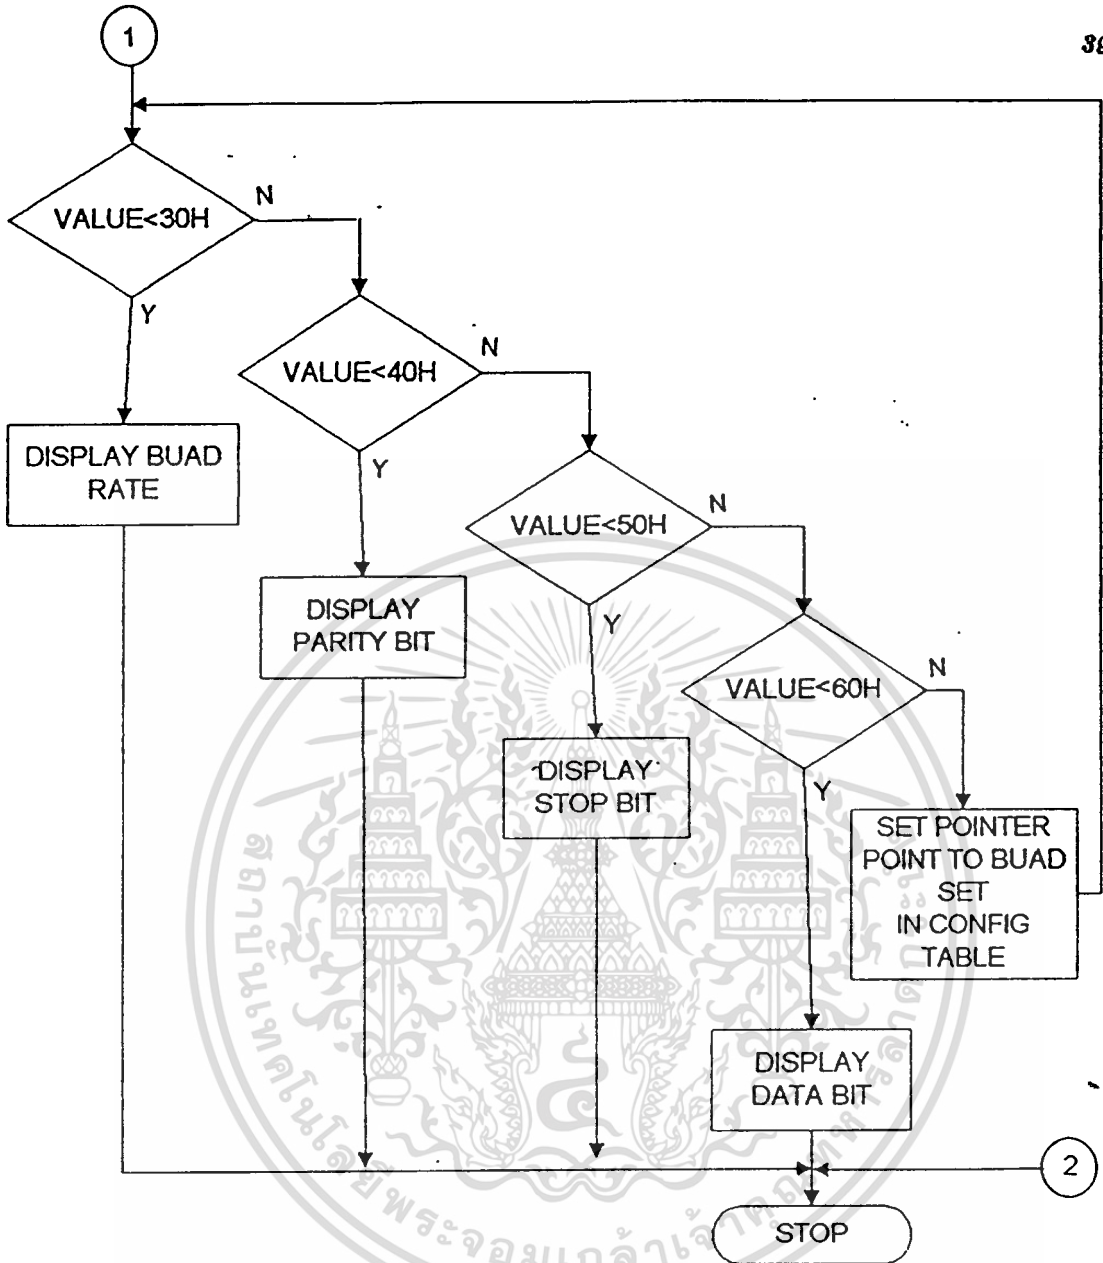 1
39
VALUE<30H
N
Y
VALUE<40H
N
DISPLAY BUAD
RATE
Y
VALUE<50H
N
DISPLAY
PARITY BIT
Y
VALUE<60H
N
DISPLAY
STOP BIT
Y
SET POINTER
POINT TO BUAD
SET
IN CONFIG
TABLE
DISPLAY
DATA BIT
2
STOP